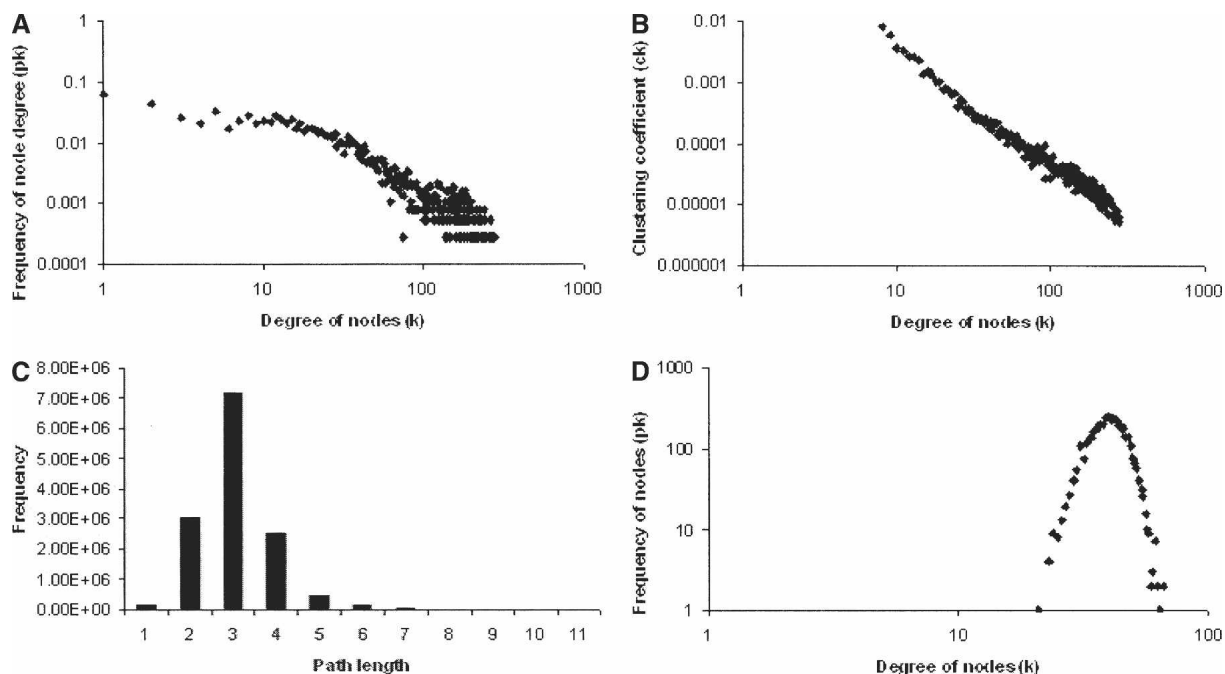 A
Frequency of node degree (pk)
1
0.1
0.01
0.001
0.0001
1 10 100 1000
Degree of nodes (k)
B
Clustering coefficient (ck)
0.01
0.001
0.0001
0.00001
0.000001
1 10 100 1000
Degree of nodes (k)
C
Frequency
8.00E+06
7.00E+06
6.00E+06
5.00E+06
4.00E+06
3.00E+06
2.00E+06
1.00E+06
0.00E+00
1 2 3 4 5 6 7 8 9 10 11
Path length
D
Frequency of nodes (pk)
1000
100
10
1
1 10 100
Degree of nodes (k)